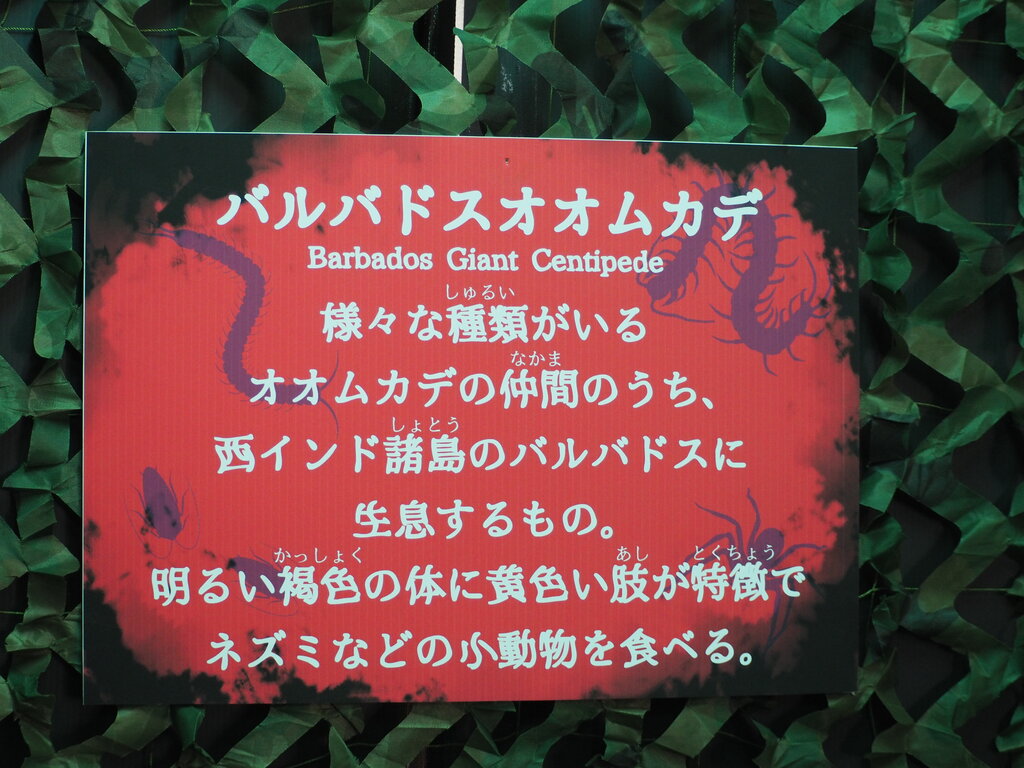 バルバドスオオムカデ
Barbados Giant Centipede
しゅるい
様々な種類がいる
なかま
オオムカデの仲間のうち、
しょとう
西インド諸島のバルバドスに
生息するもの。
かっしょく あし とくちょう
明るい褐色の体に黄色い肢が特徴で
ネズミなどの小動物を食べる。